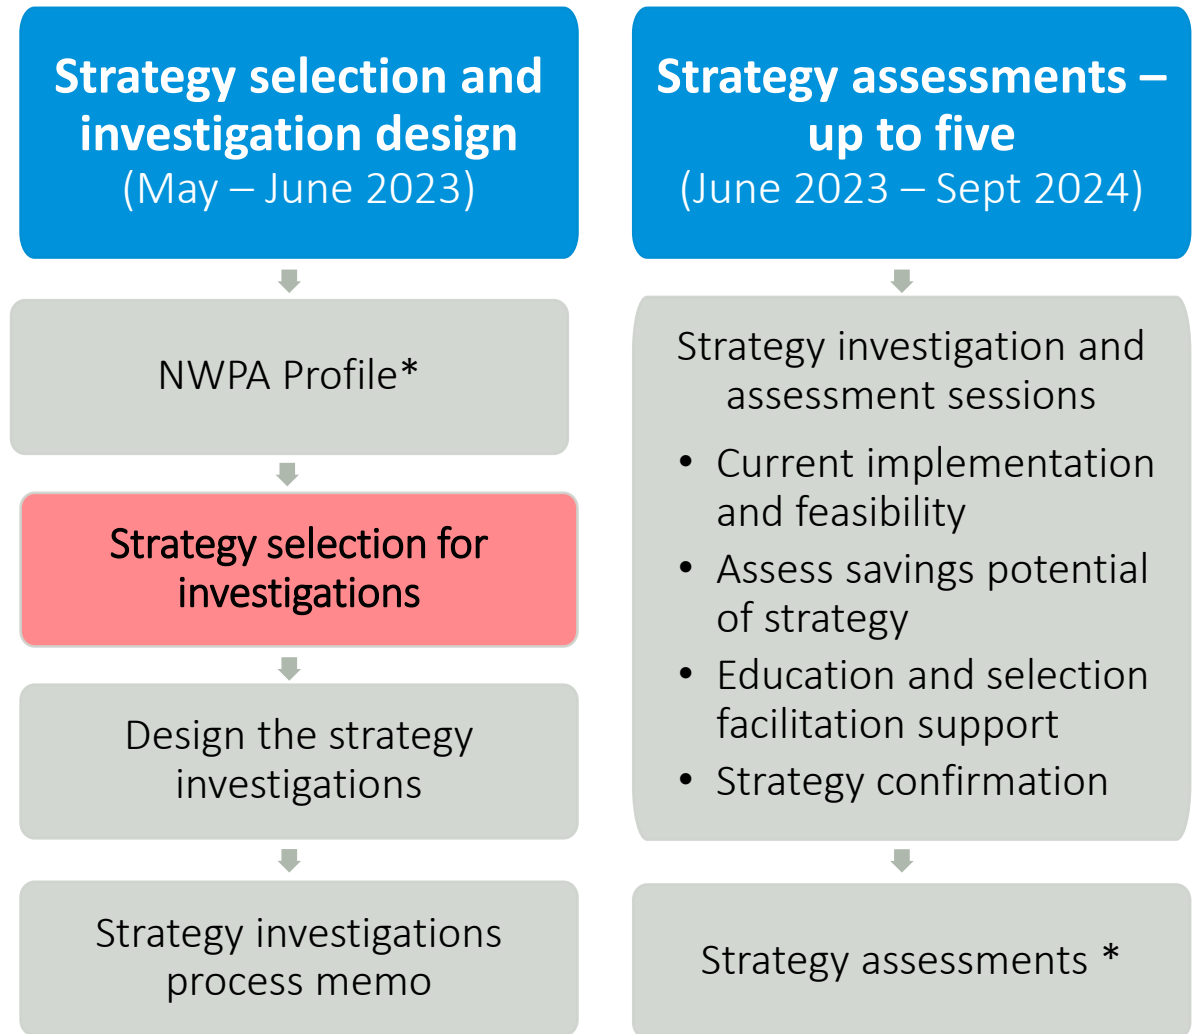 Strategy selection and
investigation design
(May – June 2023)
NWPA Profile*
Strategy selection for
investigations
Design the strategy
investigations
Strategy investigations
process memo
Strategy assessments –
up to five
(June 2023 – Sept 2024)
Strategy investigation and
assessment sessions
• Current implementation
and feasibility
• Assess savings potential
of strategy
• Education and selection
facilitation support
• Strategy confirmation
Strategy assessments *